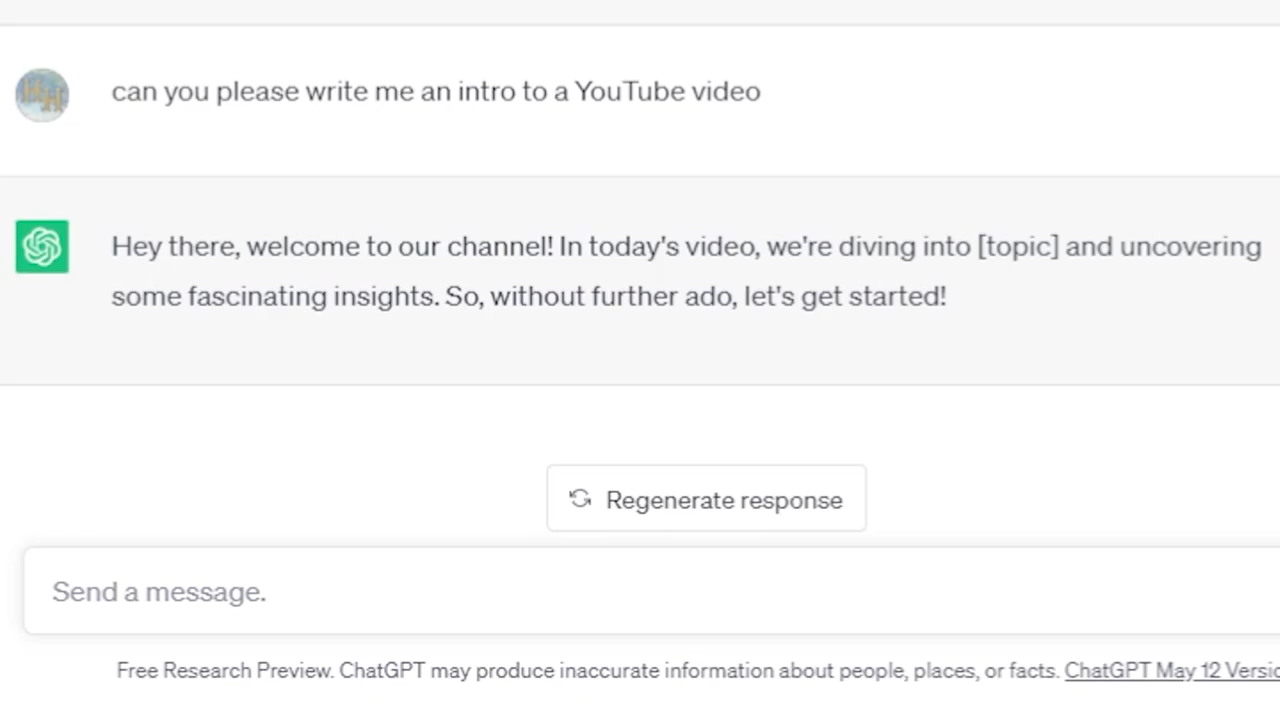 can you please write me an intro to a YouTube video
Hey there, welcome to our channel! In today's video, we're diving into [topic] and uncovering
some fascinating insights. So, without further ado, let's get started!
Regenerate response
Send a message.
Free Research Preview. ChatGPT may produce inaccurate information about people, places, or facts. ChatGPT May 12 Versio